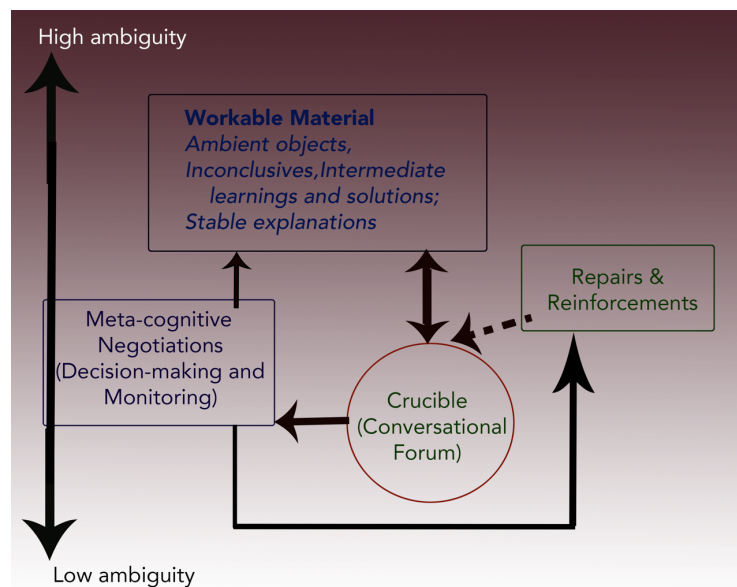 High ambiguity
Workable Material
Ambient objects,
Inconclusives,Intermediate
learnings and solutions;
Stable explanations
Repairs &
Reinforcements
Meta-cognitive
Negotiations
(Decision-making and
Monitoring)
Crucible
(Conversational
Forum)
Low ambiguity